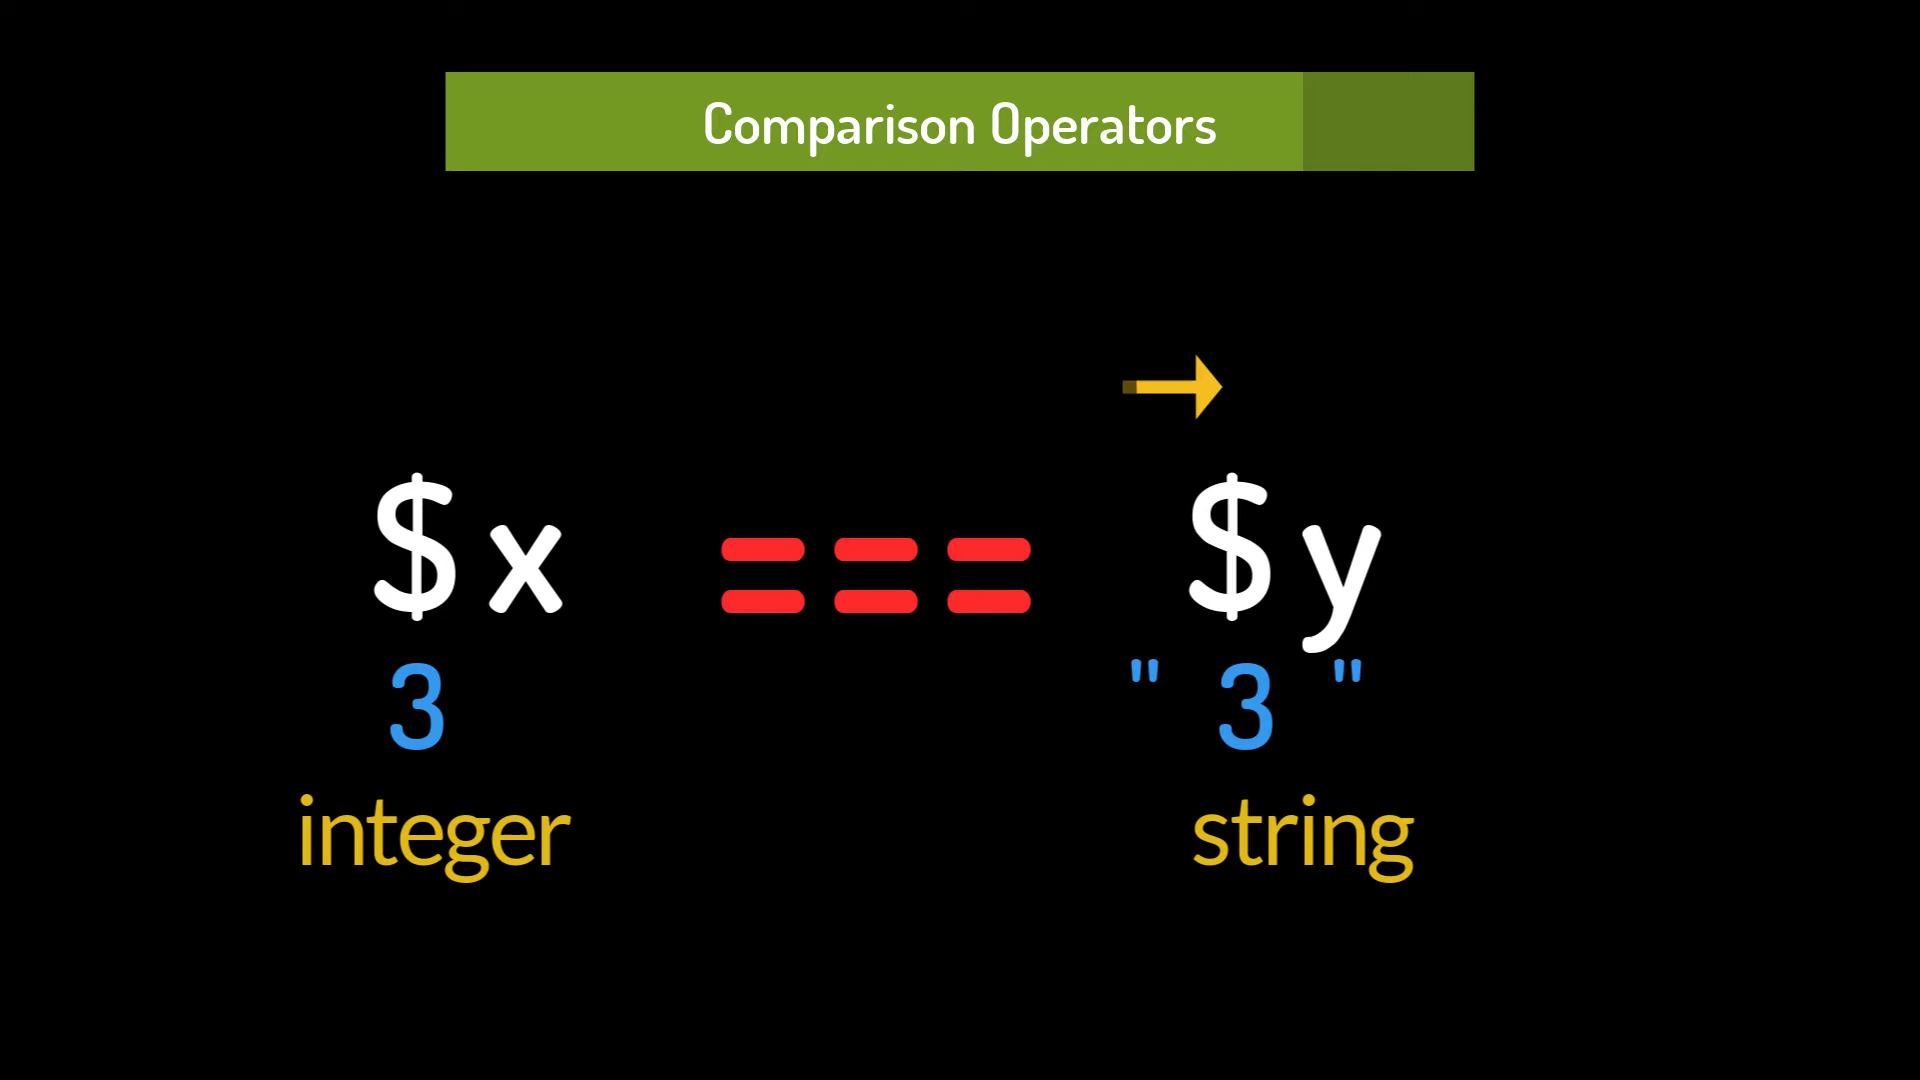 Comparison Operators
$x === $y
3 " 3 "
integer string